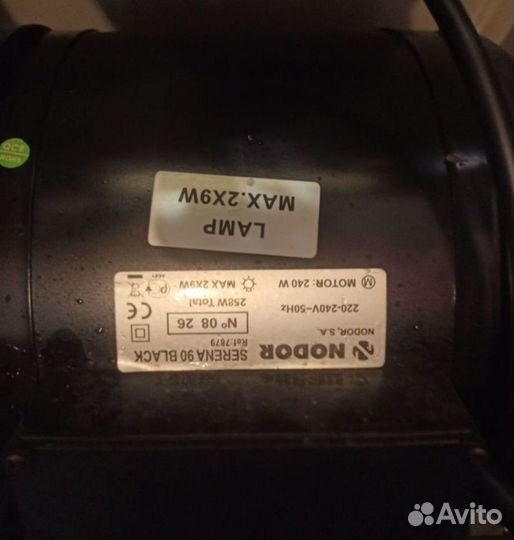 NODOR
NODOR, S.A.
SERENA 90 BLACK
Ref:7879
Nº 08 26
220-240V~50Hz
258W Total
M MOTOR: 240 W
MAX 2X9W
CE
LAMP
MAX.2X9W
Avito